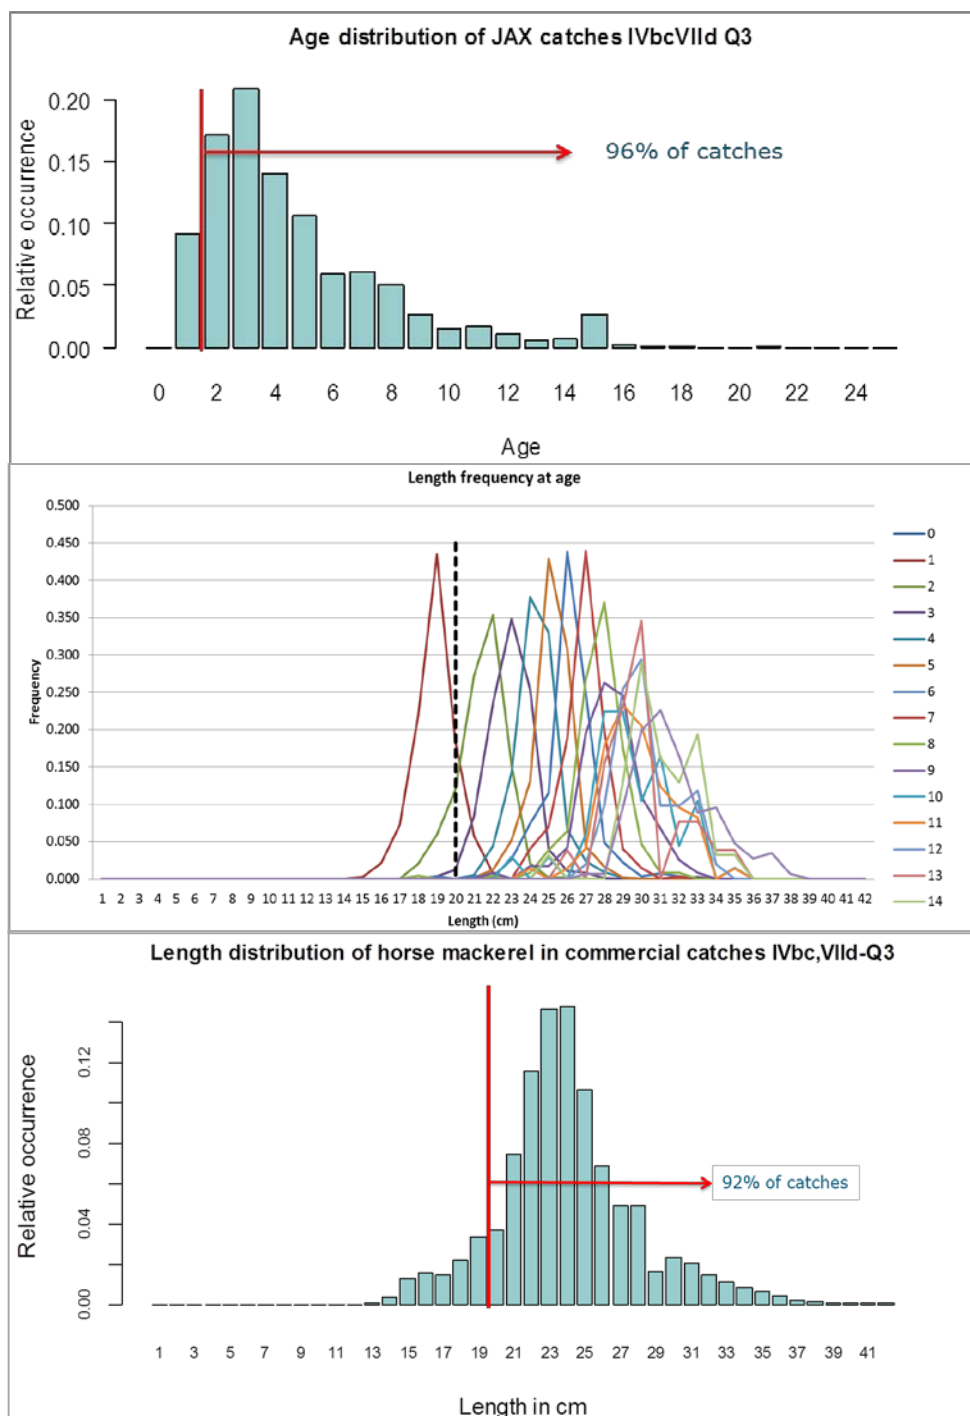 Age distribution of JAX catches IVbcVIId Q3
Relative occurrence
0.20
0.15
0.10
0.05
0.00
96% of catches
0 2 4 6 8 10 12 14 16 18 20 22 24
Age
Length frequency at age
Frequency
0.500
0.450
0.400
0.350
0.300
0.250
0.200
0.150
0.100
0.050
0.000
1 2 3 4 5 6 7 8 9 10 11 12 13 14 15 16 17 18 19 20 21 22 23 24 25 26 27 28 29 30 31 32 33 34 35 36 37 38 39 40 41 42
Length (cm)
0
1
2
3
4
5
6
7
8
9
10
11
12
13
14
Length distribution of horse mackerel in commercial catches IVbc,VIId-Q3
Relative occurrence
0.12
0.08
0.04
0.00
92% of catches
1 3 5 7 9 11 13 15 17 19 21 23 25 27 29 31 33 35 37 39 41
Length in cm